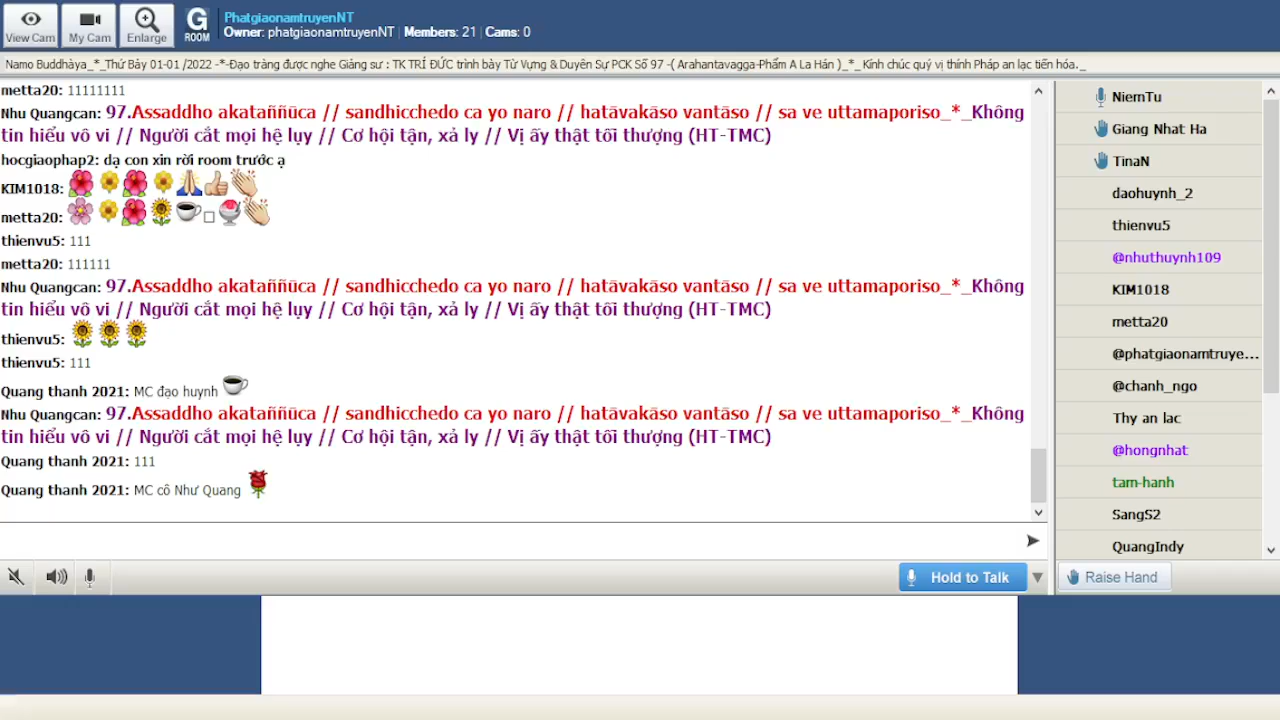 View Cam
My Cam
Enlarge
G
ROOM
PhatgiaonamtruyenNT
Owner: phatgiaonamtruyenNT | Members: 21 | Cams: 0
Namo Buddhàya_*_Thứ Bảy 01-01 /2022 -*-Đạo tràng được nghe Giảng sư : TK TRÍ ĐỨC trình bày Từ Vựng & Duyên Sự PCK Số 97 -( Arahantavagga-Phẩm A La Hán )_*_ Kính chúc quý vị thính Pháp an lạc tiến hóa._
metta20: 11111111
Nhu Quangcan: 97.Assaddho akataññūca // sandhicchedo ca yo naro // hatāvakāso vantāso // sa ve uttamaporiso_*_Không
tin hiểu vô vi // Người cắt mọi hệ lụy // Cơ hội tận, xả ly // Vị ấy thật tối thượng (HT-TMC)
hocgiaophap2: dạ con xin rời room trước ạ
KIM1018:
metta20:
thienvu5: 111
metta20: 111111
Nhu Quangcan: 97.Assaddho akataññūca // sandhicchedo ca yo naro // hatāvakāso vantāso // sa ve uttamaporiso_*_Không
tin hiểu vô vi // Người cắt mọi hệ lụy // Cơ hội tận, xả ly // Vị ấy thật tối thượng (HT-TMC)
thienvu5:
thienvu5: 111
Quang thanh 2021: MC đạo huynh
Nhu Quangcan: 97.Assaddho akataññūca // sandhicchedo ca yo naro // hatāvakāso vantāso // sa ve uttamaporiso_*_Không
tin hiểu vô vi // Người cắt mọi hệ lụy // Cơ hội tận, xả ly // Vị ấy thật tối thượng (HT-TMC)
Quang thanh 2021: 111
Quang thanh 2021: MC cô Như Quang
Hold to Talk
NiemTu
Giang Nhat Ha
TinaN
daohuynh_2
thienvu5
@nhuthuynh109
KIM1018
metta20
@phatgiaonamtruye...
@chanh_ngo
Thy an lac
@hongnhat
tam-hanh
SangS2
QuangIndy
Raise Hand